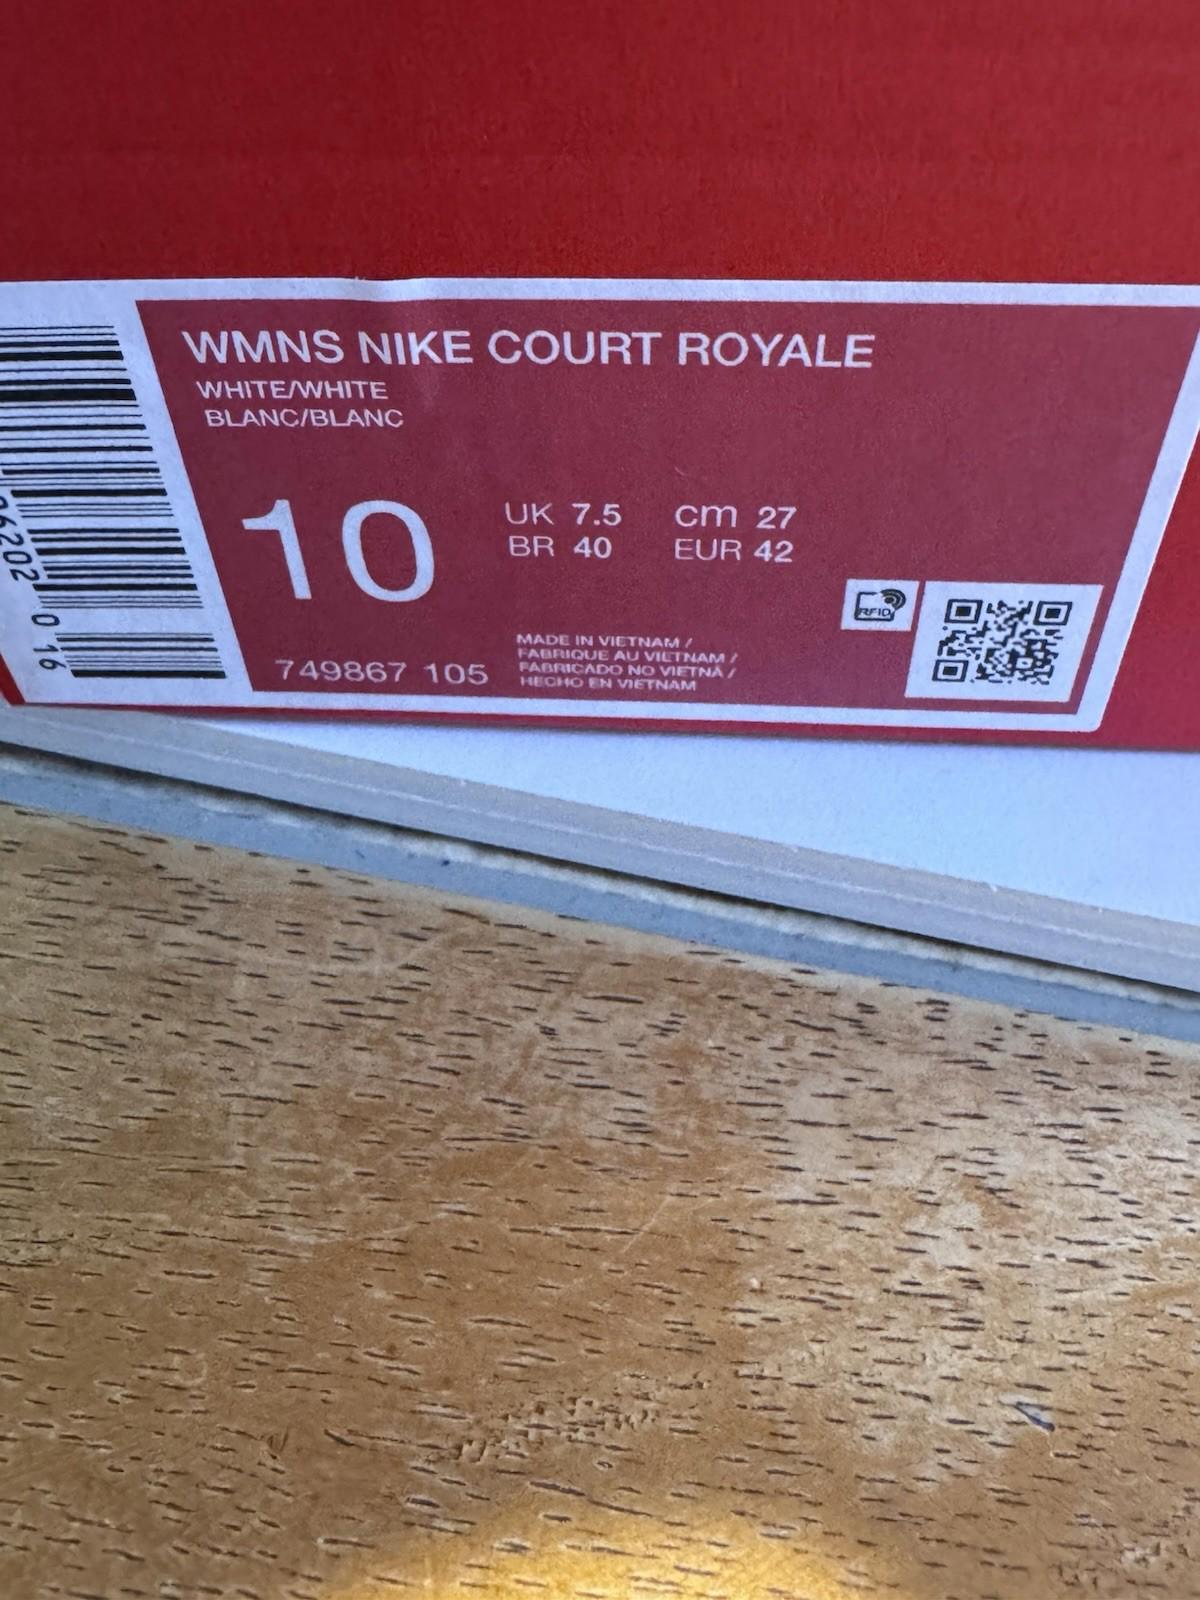 WMNS NIKE COURT ROYALE
WHITE/WHITE
BLANC/BLANC
10
UK 7.5 cm 27
BR 40 EUR 42
749867 105
MADE IN VIETNAM /
FABRIQUE AU VIETNAM /
FABRICADO NO VIETNÃ /
HECHO EN VIETNAM
RFID
6202 0 16